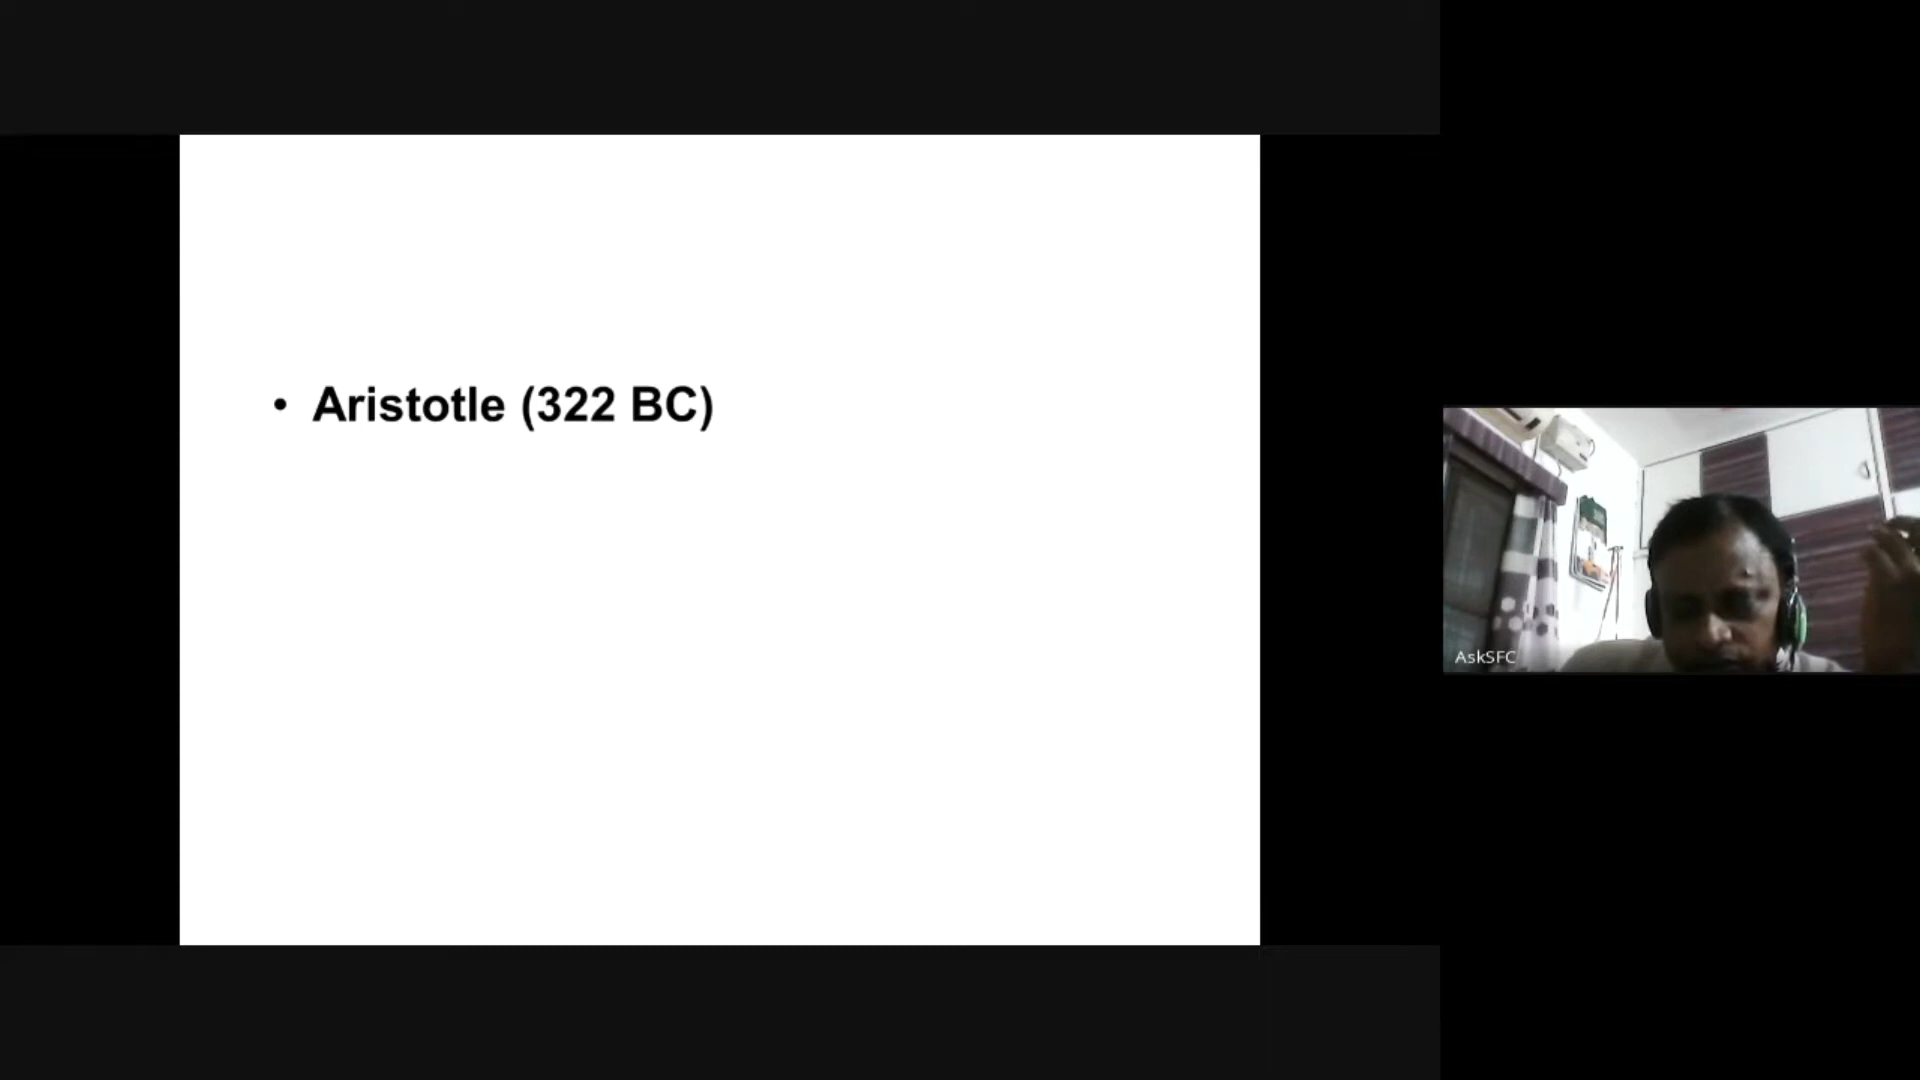 • Aristotle (322 BC)
AskSFC